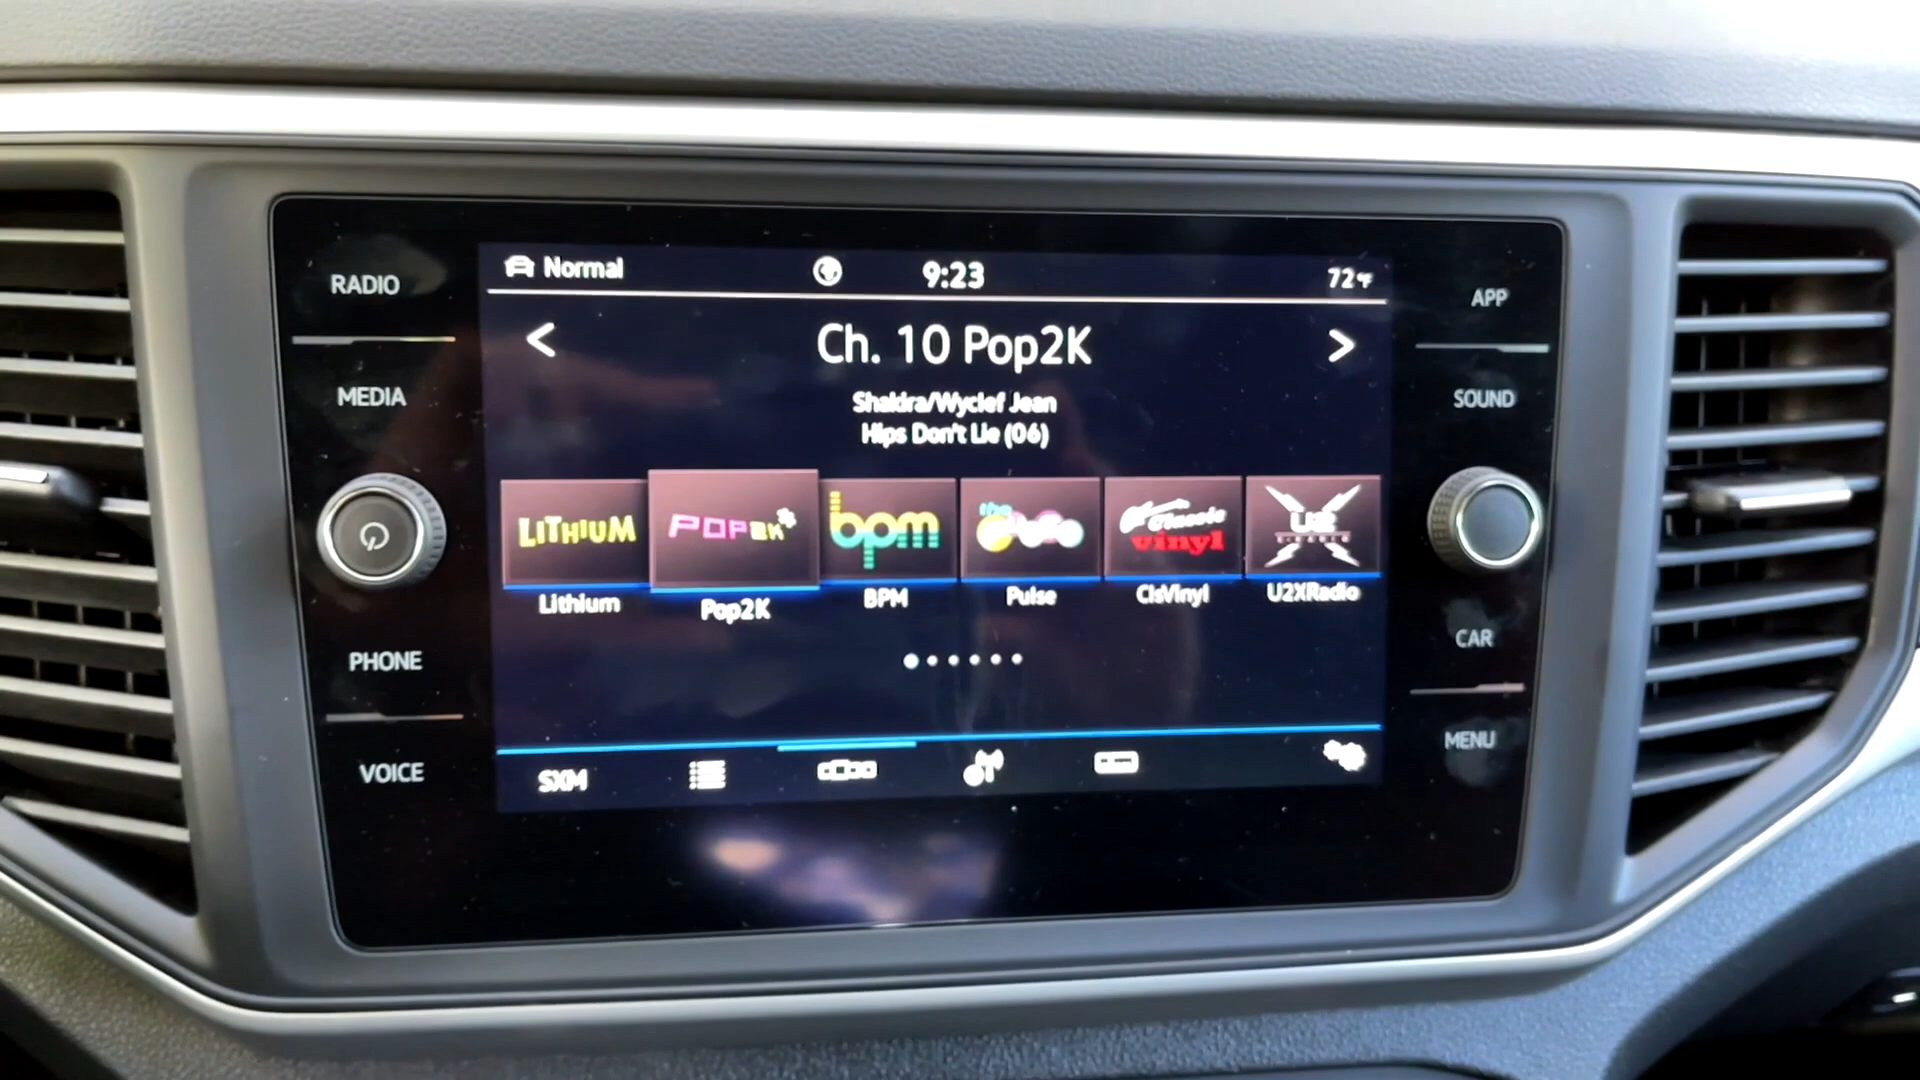 RADIO
MEDIA
PHONE
VOICE
Normal
9:23
72°F
< Ch. 10 Pop2K >
Shakira/Wyclef Jean
Hips Don't Lie (06)
LITHIUM
POP2K
bpm
the pulse
Classic
vinyl
U2
Lithium
Pop2K
BPM
Pulse
ClsVinyl
U2XRadio
SXM
APP
SOUND
CAR
MENU